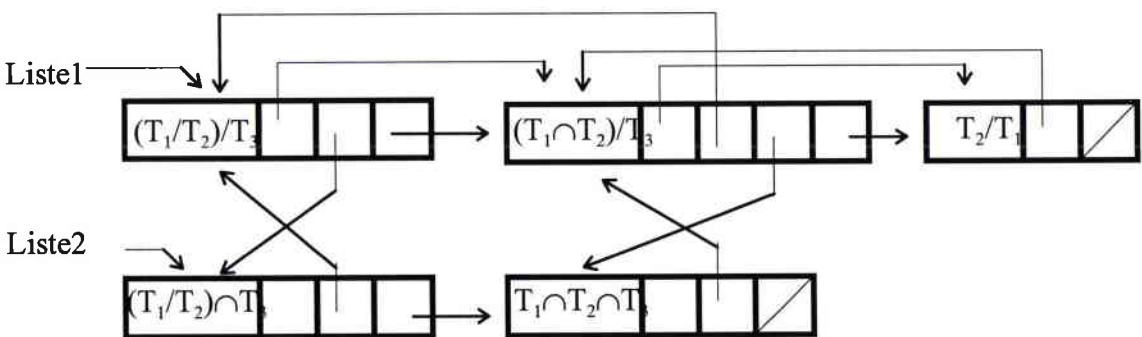 Liste1
(T₁/T₂)/T₃ (T₁∩T₂)/T₃ T₂/T₁
Liste2
(T₁/T₂)∩T₃ T₁∩T₂∩T₃